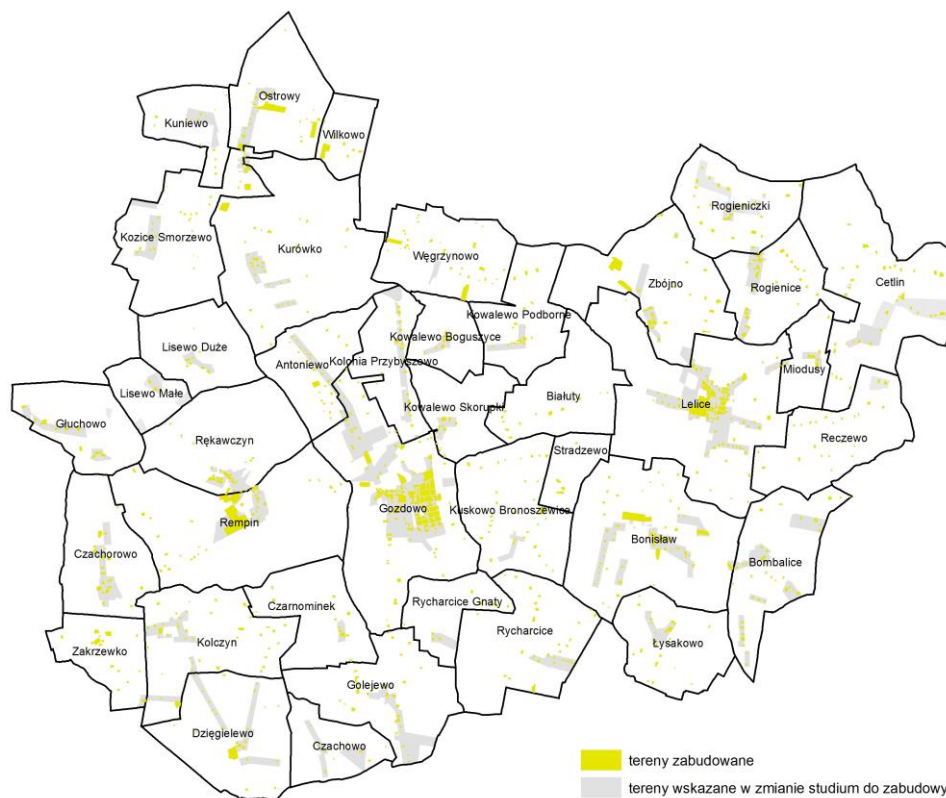 Ostrowy
Kuniewo
Wilkowo
Rogieniczki
Kozice Smorzewo
Kurówko
Węgrzynowo
Zbójno
Rogienice
Cetlin
Kowalewo Podborne
Lisewo Duże
Antoniewo
Kolonia Przybyszewo
Kowalewo Boguszyce
Miodusy
Lisewo Małe
Białuty
Lelice
Kowalewo Skorupki
Głuchowo
Rękawczyn
Reczewo
Stradzewo
Gozdowo
Kuskowo Bronoszewice
Rempin
Bonisław
Czachorowo
Bombalice
Czarnominek
Rycharcice Gnaty
Rycharcice
Kolczyn
Łysakowo
Zakrzewko
Golejewo
Dzięgielewo
Czachowo
tereny zabudowane
tereny wskazane w zmianie studium do zabudowy